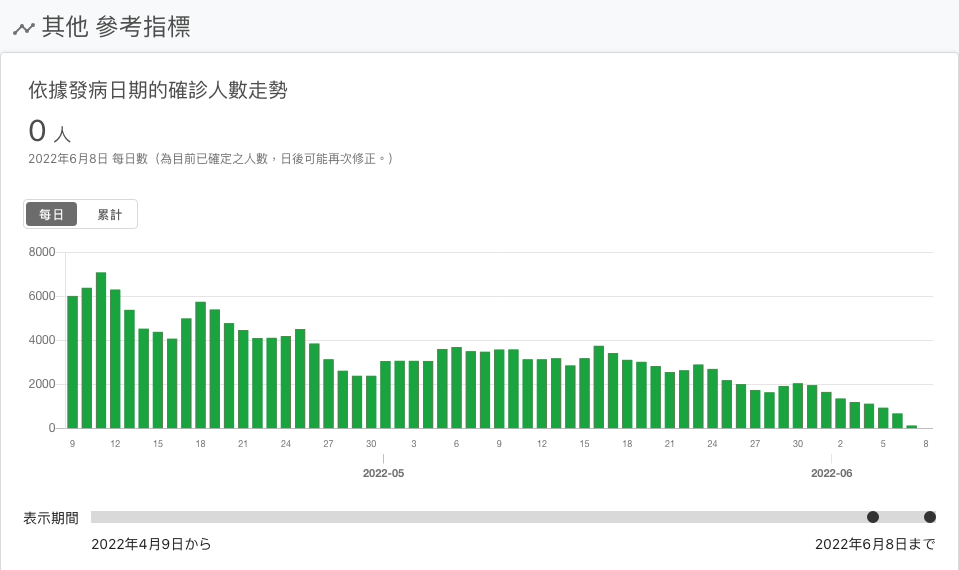 其他 參考指標
依據發病日期的確診人數走勢
0 人
2022年6月8日 每日數（為目前已確定之人數，日後可能再次修正。）
每日 累計
8000
6000
4000
2000
0
9 12 15 18 21 24 27 30 3 6 9 12 15 18 21 24 27 30 2 5 8
2022-05 2022-06
表示期間
2022年4月9日から 2022年6月8日まで